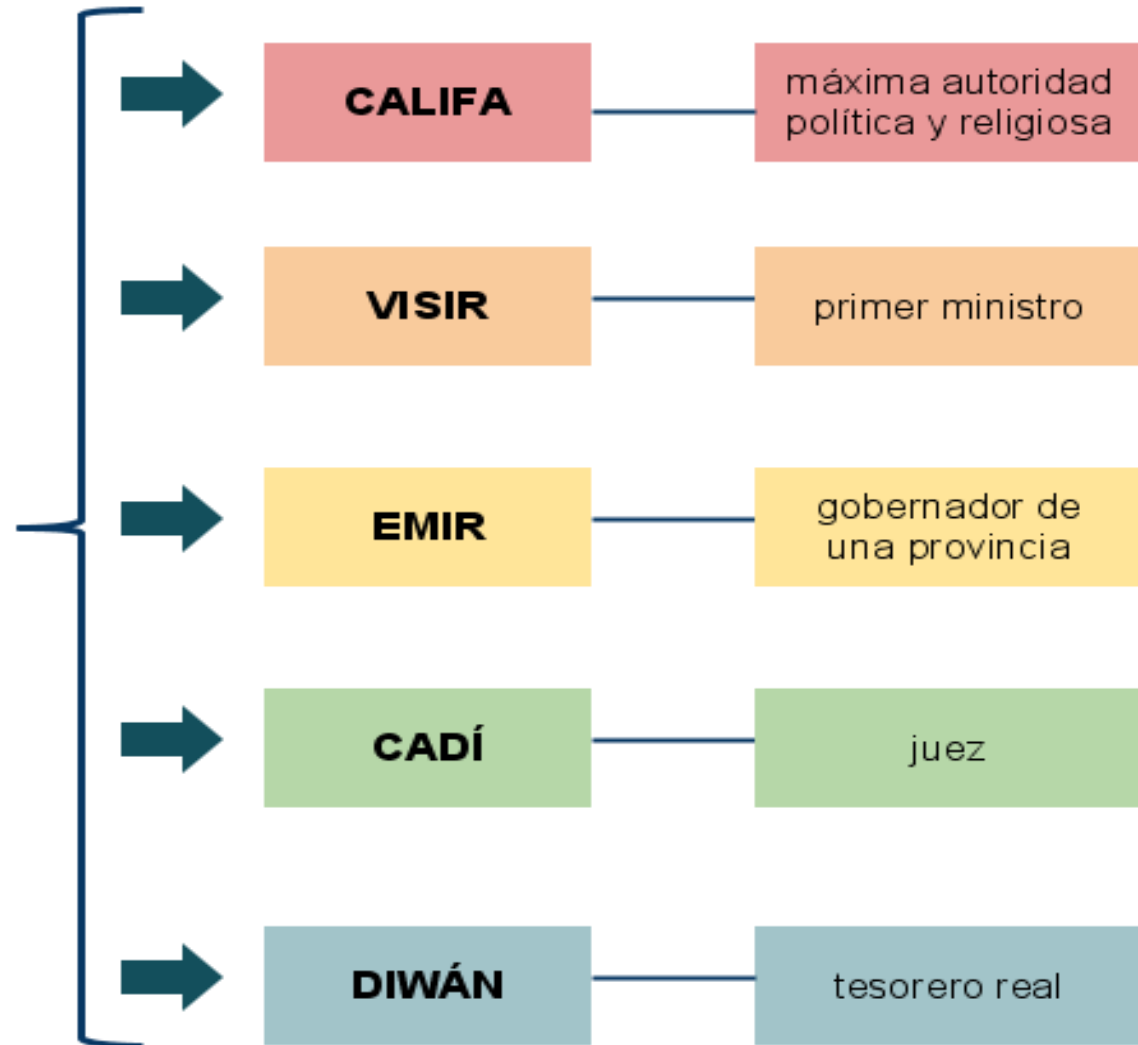 CALIFA
máxima autoridad
política y religiosa
VISIR
primer ministro
EMIR
gobernador de
una provincia
CADÍ
juez
DIWÁN
tesorero real